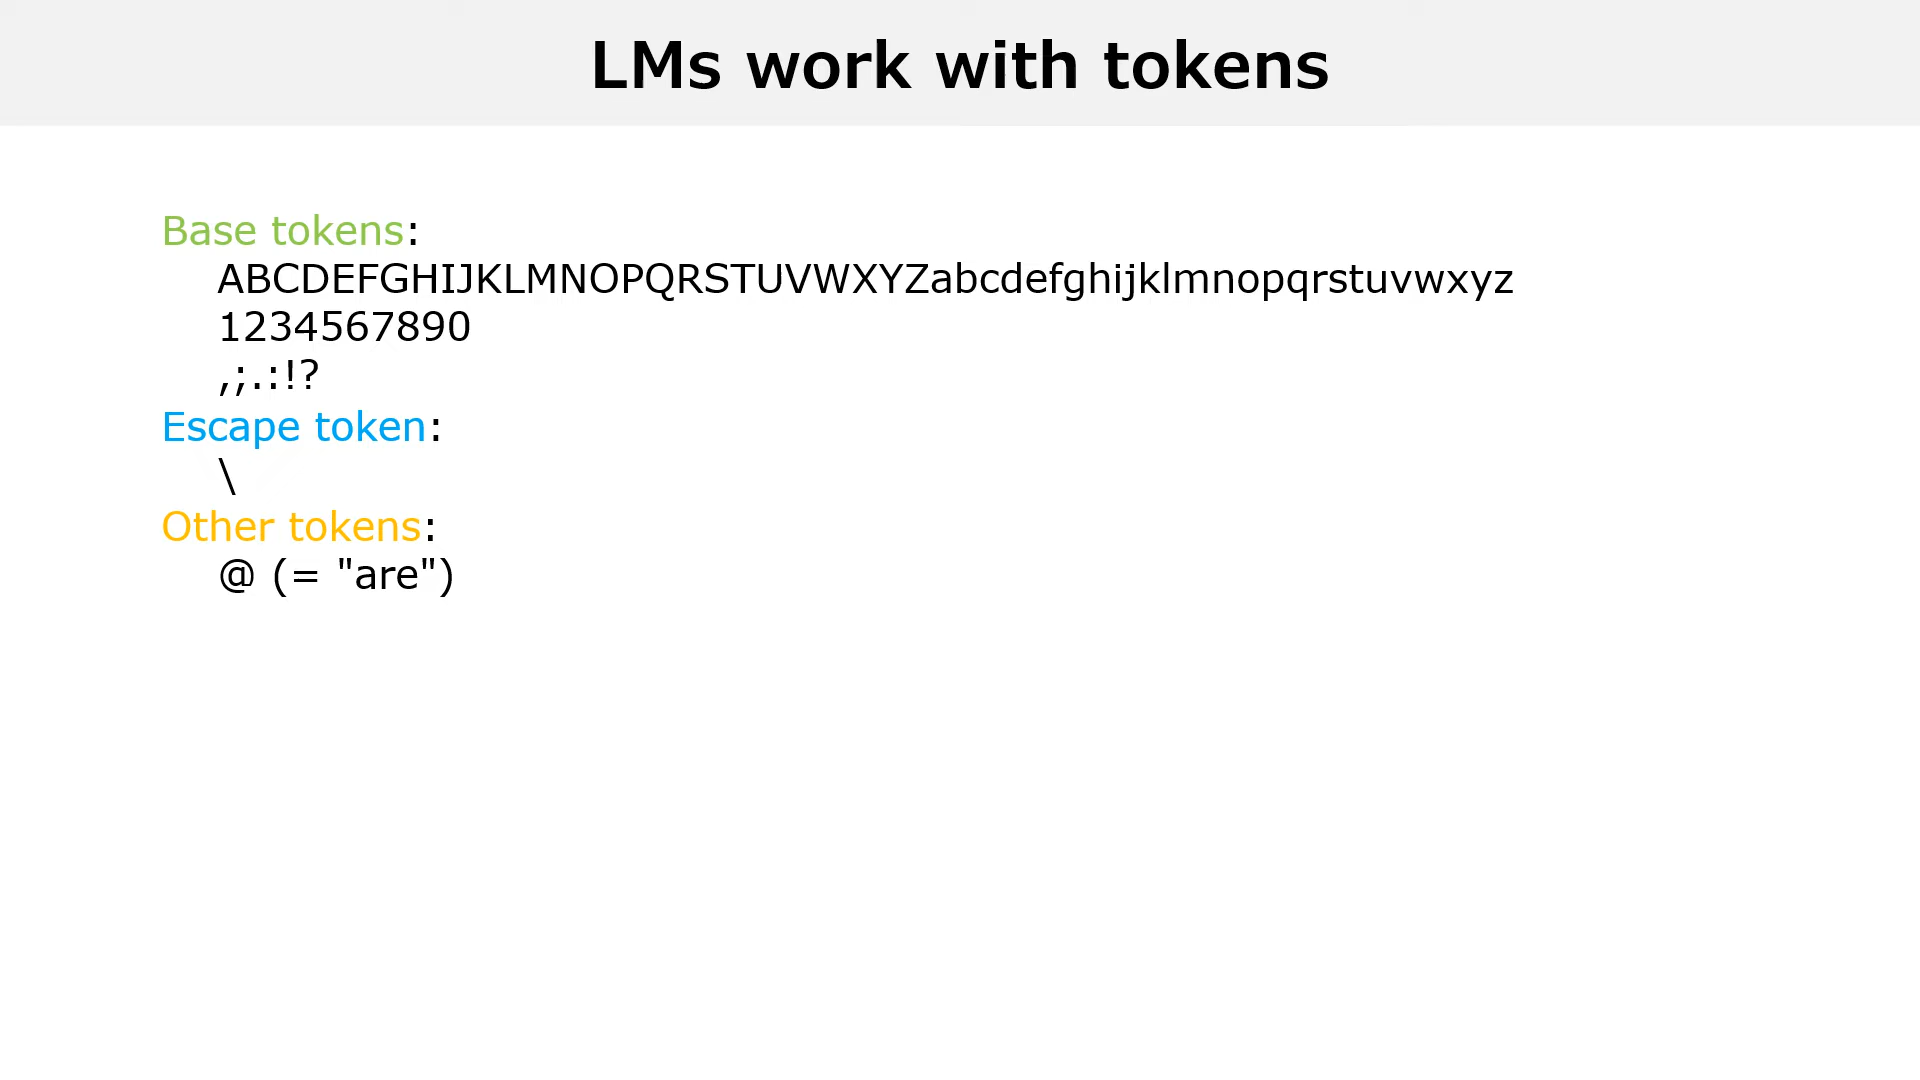 LMs work with tokens
Base tokens:
ABCDEFGHIJKLMNOPQRSTUVWXYZabcdefghijklmnopqrstuvwxyz
1234567890
,;.:!?
Escape token:
\
Other tokens:
@ (= "are")